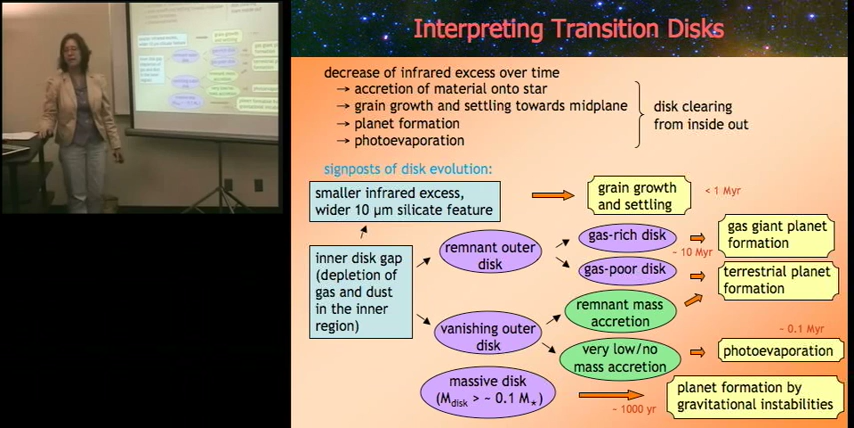 Interpreting Transition Disks
decrease of infrared excess over time
→ accretion of material onto star
→ grain growth and settling towards midplane
→ planet formation
→ photoevaporation
disk clearing
from inside out
signposts of disk evolution:
smaller infrared excess,
wider 10 µm silicate feature
grain growth
and settling
< 1 Myr
inner disk gap
(depletion of
gas and dust
in the inner
region)
remnant outer
disk
gas-rich disk
gas giant planet
formation
~ 10 Myr
gas-poor disk
terrestrial planet
formation
vanishing outer
disk
remnant mass
accretion
very low/no
mass accretion
~ 0.1 Myr
photoevaporation
massive disk
(M_disk > ~ 0.1 M_*)
~ 1000 yr
planet formation by
gravitational instabilities